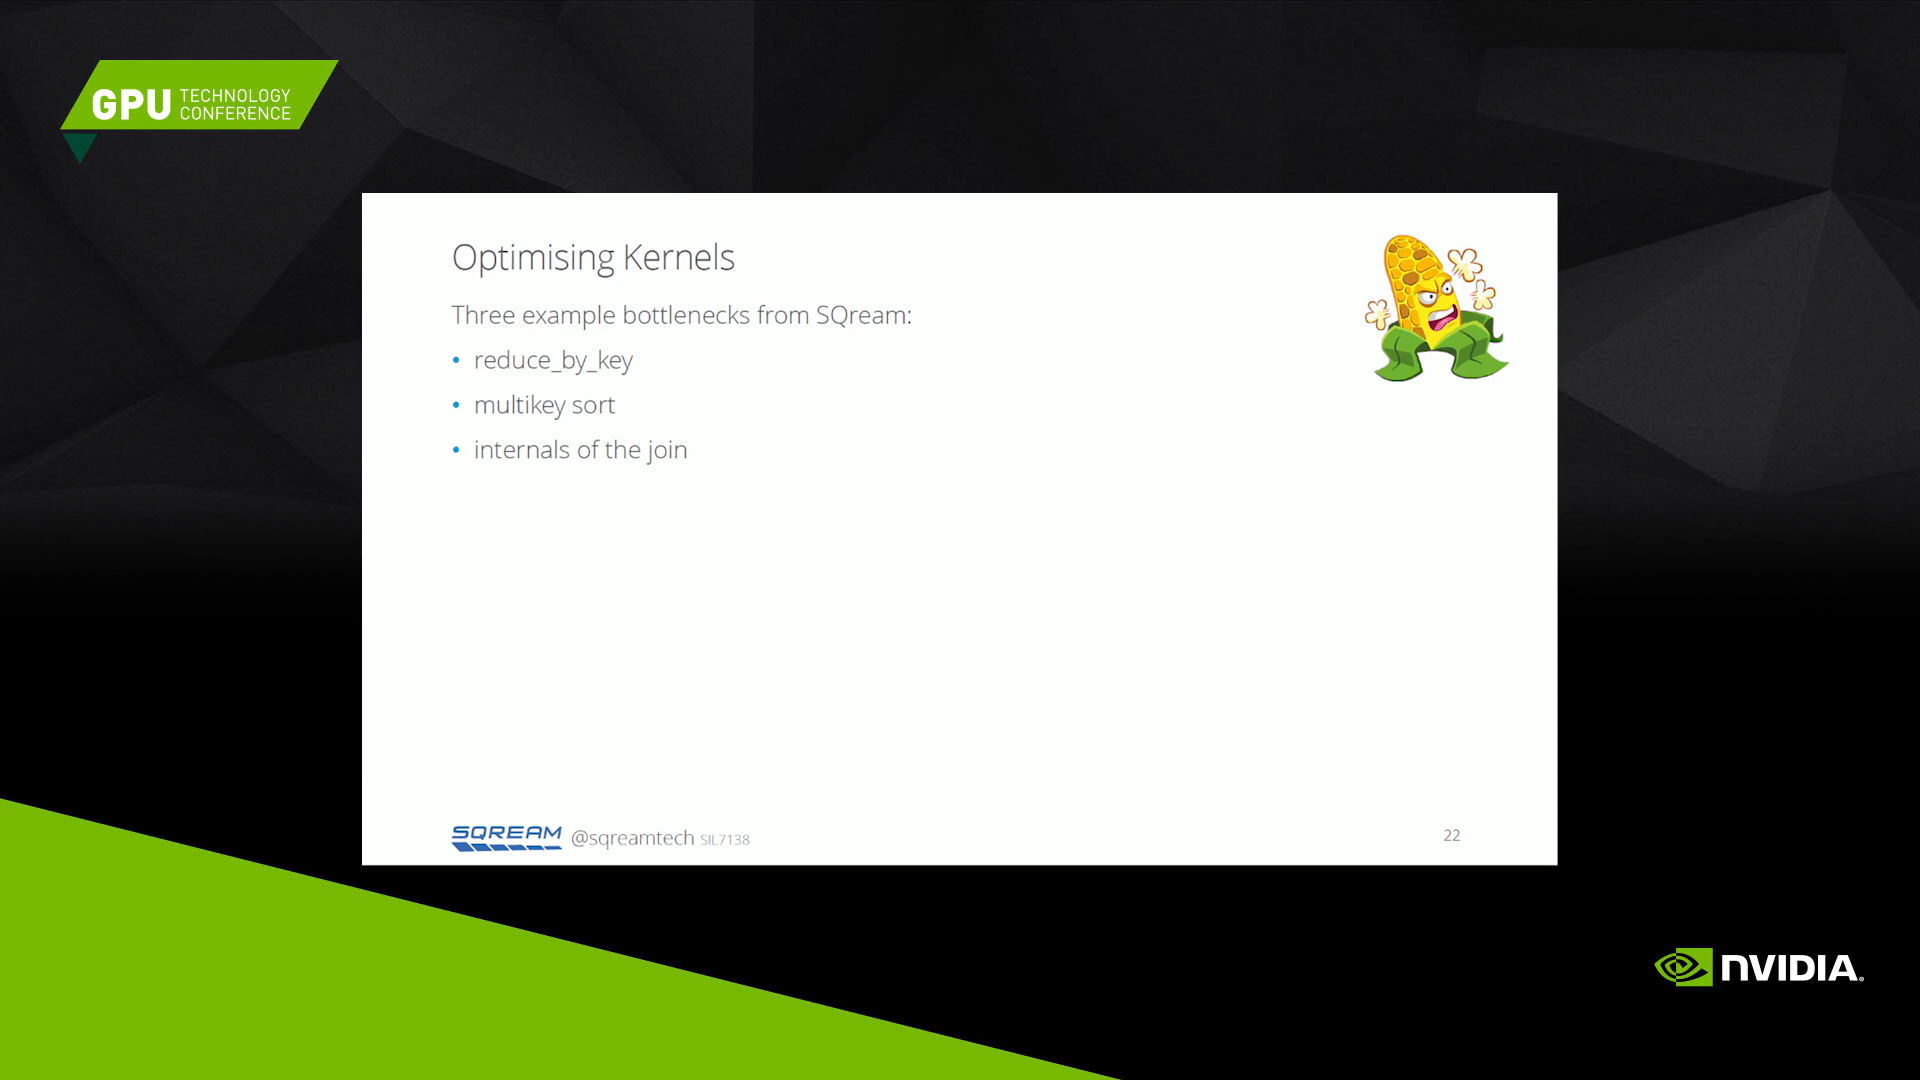 GPU TECHNOLOGY
CONFERENCE
Optimising Kernels
Three example bottlenecks from SQream:
• reduce_by_key
• multikey sort
• internals of the join
SQREAM @sqreamtech SIL7138
22
NVIDIA.